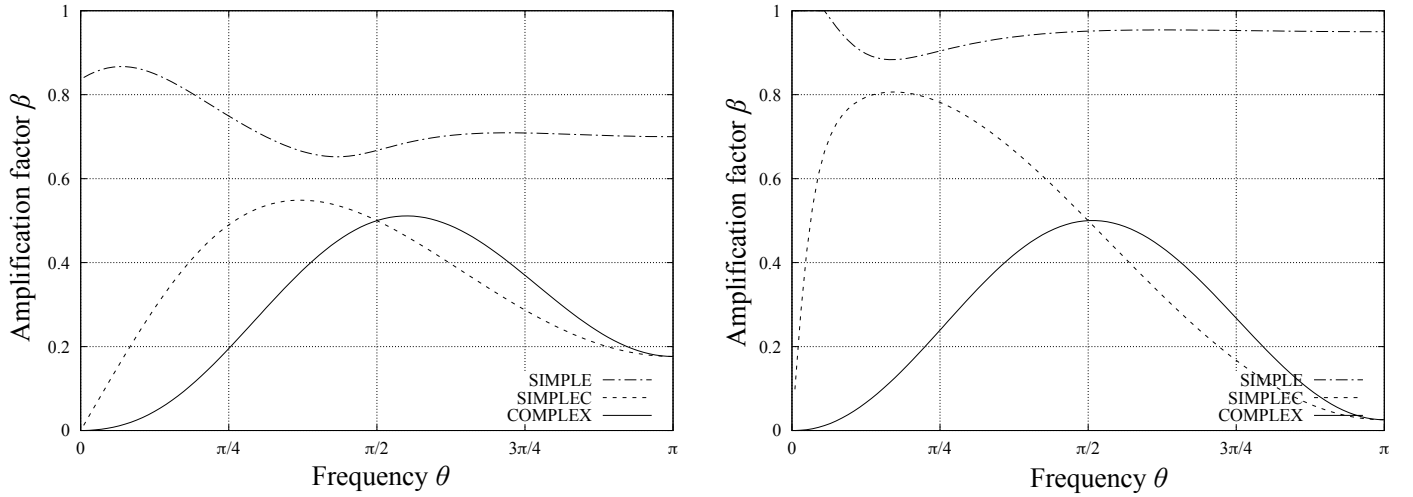 Amplification factor β
1
0.8
0.6
0.4
0.2
0
0
π/4
π/2
3π/4
π
Frequency θ
SIMPLE
SIMPLEC
COMPLEX
Amplification factor β
1
0.8
0.6
0.4
0.2
0
0
π/4
π/2
3π/4
π
Frequency θ
SIMPLE
SIMPLEC
COMPLEX